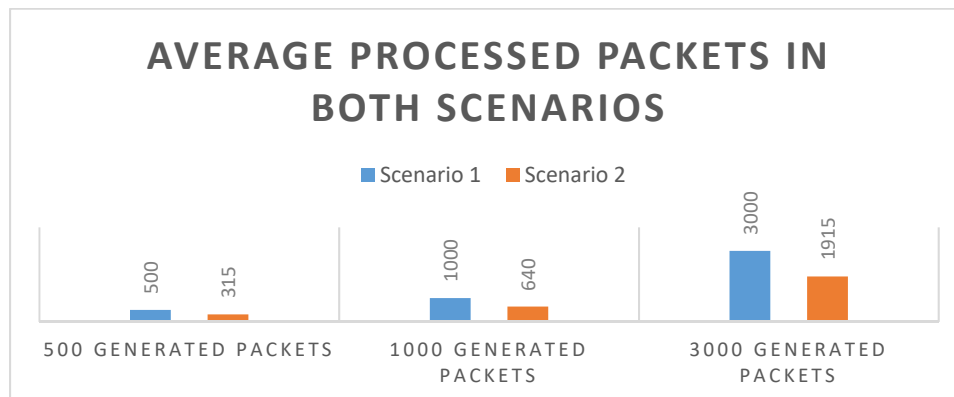 AVERAGE PROCESSED PACKETS IN
BOTH SCENARIOS
Scenario 1 Scenario 2
500 315 1000 640 3000 1915
500 GENERATED PACKETS
1000 GENERATED
PACKETS
3000 GENERATED
PACKETS